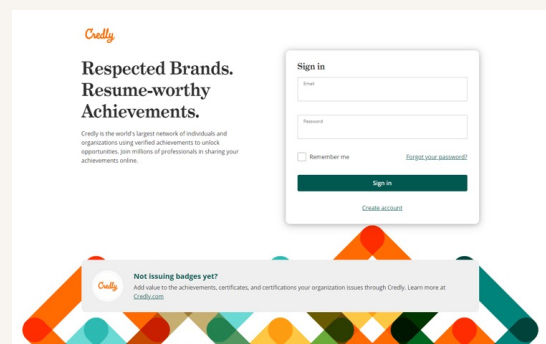 Credly
Respected Brands.
Resume-worthy
Achievements.
Credly is the world's largest network of individuals and
organizations using verified achievements to unlock
opportunities. Join millions of professionals in sharing your
achievements online.
Sign in
Email
Password
Remember me Forgot your password?
Sign in
Create account
Credly
Not issuing badges yet?
Add value to the achievements, certificates, and certifications your organization issues through Credly. Learn more at
Credly.com